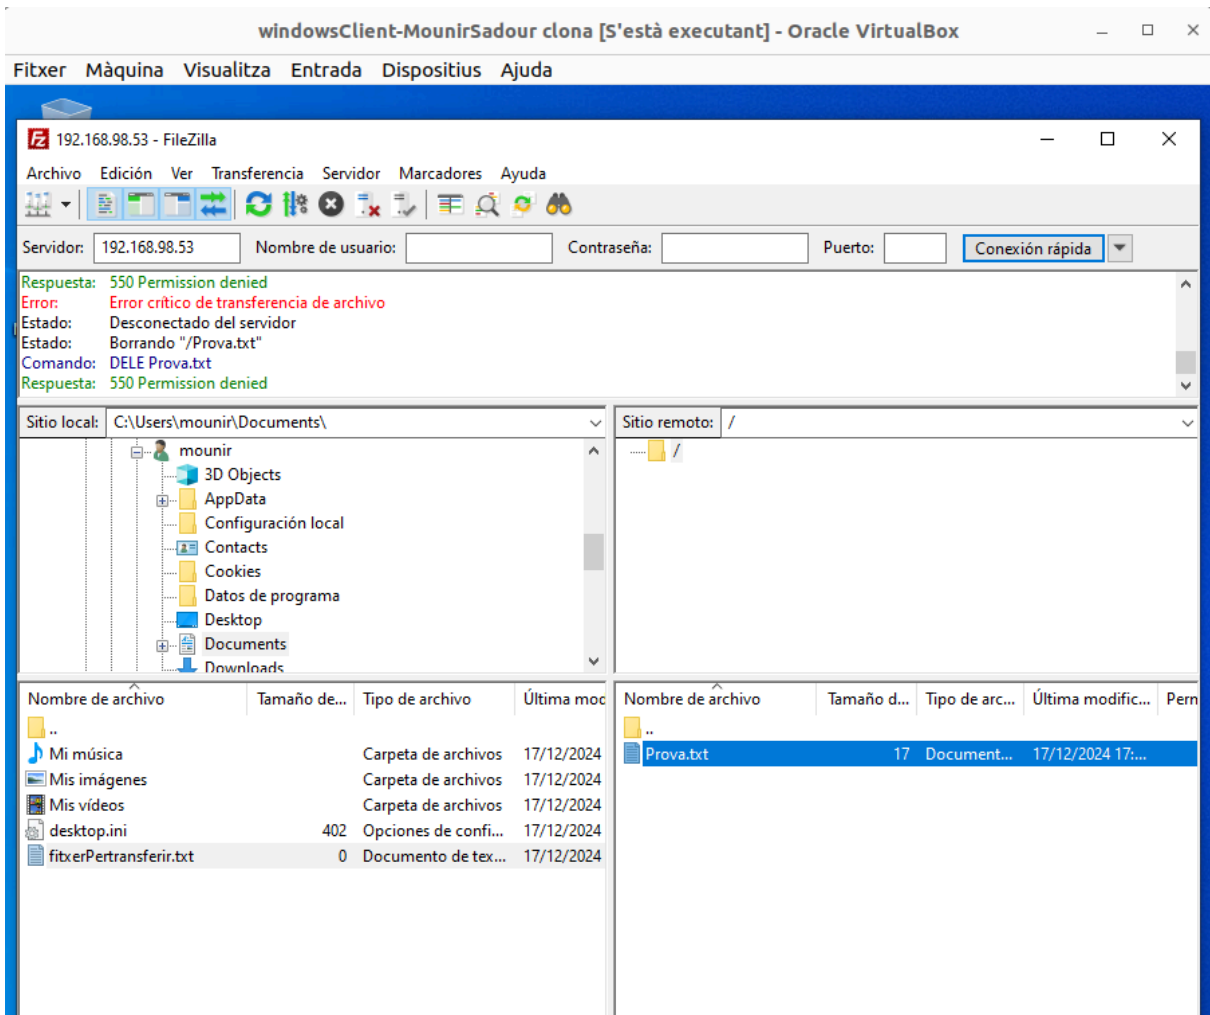 windowsClient-MounirSadour clona [S'està executant] - Oracle VirtualBox
Fitxer Màquina Visualitza Entrada Dispositius Ajuda
192.168.98.53 - FileZilla
Archivo Edición Ver Transferencia Servidor Marcadores Ayuda
Servidor: 192.168.98.53 Nombre de usuario: Contraseña: Puerto: Conexión rápida
Respuesta: 550 Permission denied
Error: Error crítico de transferencia de archivo
Estado: Desconectado del servidor
Estado: Borrando "/Prova.txt"
Comando: DELE Prova.txt
Respuesta: 550 Permission denied
Sitio local: C:\Users\mounir\Documents\
mounir
3D Objects
AppData
Configuración local
Contacts
Cookies
Datos de programa
Desktop
Documents
Downloads
Sitio remoto: /
/
Nombre de archivo Tamaño de... Tipo de archivo Última mod
..
Mi música Carpeta de archivos 17/12/2024
Mis imágenes Carpeta de archivos 17/12/2024
Mis vídeos Carpeta de archivos 17/12/2024
desktop.ini 402 Opciones de confi... 17/12/2024
fitxerPertransferir.txt 0 Documento de tex... 17/12/2024
Nombre de archivo Tamaño d... Tipo de arc... Última modific... Perm
..
Prova.txt 17 Document... 17/12/2024 17:...